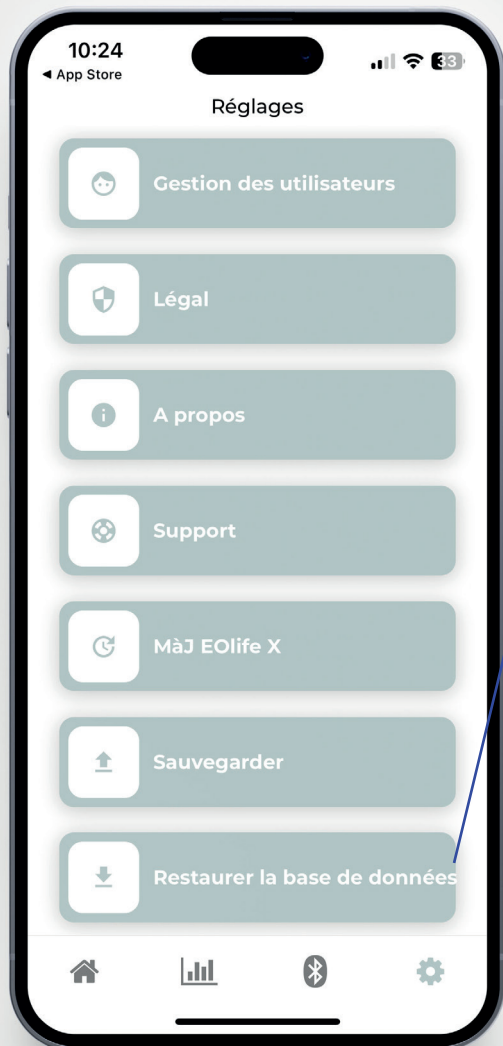 10:24
◀ App Store
33
Réglages
Gestion des utilisateurs
Légal
A propos
Support
MàJ EOlife X
Sauvegarder
Restaurer la base de données